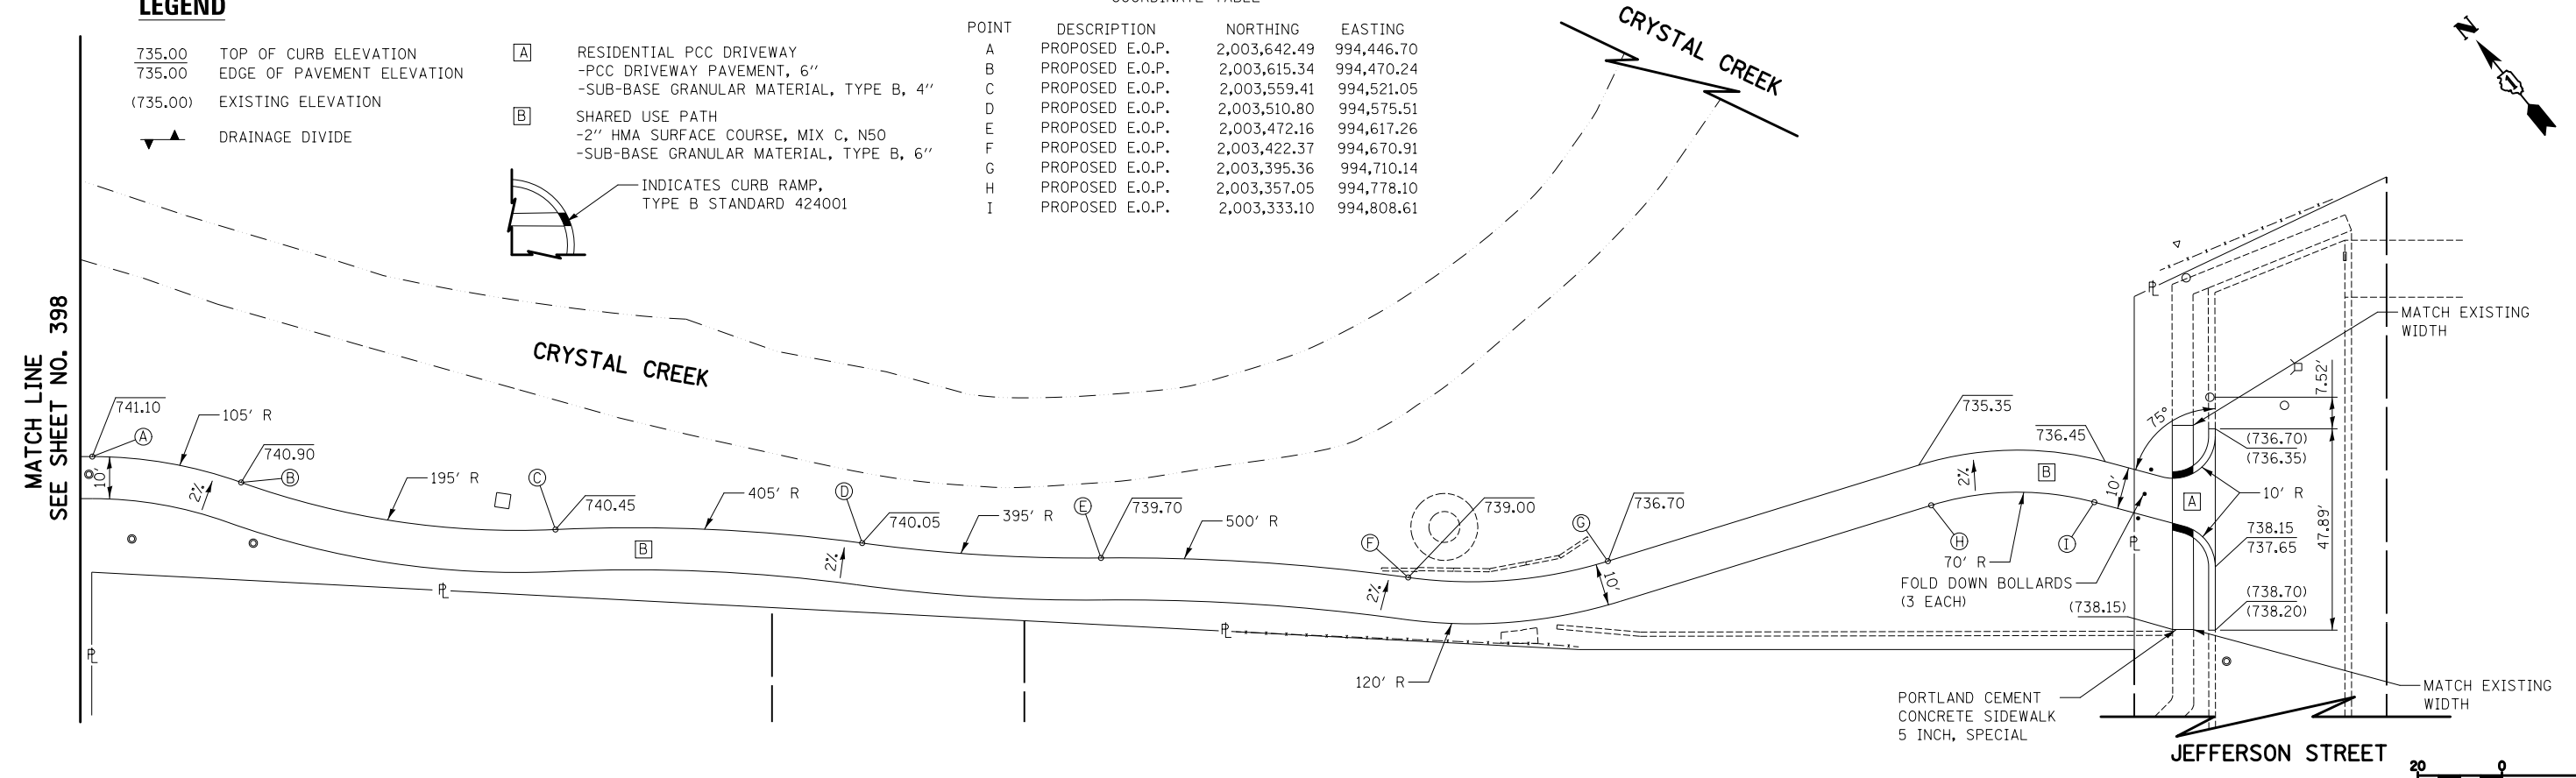 LEGEND
735.00 TOP OF CURB ELEVATION
735.00 EDGE OF PAVEMENT ELEVATION
(735.00) EXISTING ELEVATION
DRAINAGE DIVIDE
A RESIDENTIAL PCC DRIVEWAY
-PCC DRIVEWAY PAVEMENT, 6"
-SUB-BASE GRANULAR MATERIAL, TYPE B, 4"
B SHARED USE PATH
-2" HMA SURFACE COURSE, MIX C, N50
-SUB-BASE GRANULAR MATERIAL, TYPE B, 6"
INDICATES CURB RAMP,
TYPE B STANDARD 424001
COORDINATE TABLE
POINT DESCRIPTION NORTHING EASTING
A PROPOSED E.O.P. 2,003,642.49 994,446.70
B PROPOSED E.O.P. 2,003,615.34 994,470.24
C PROPOSED E.O.P. 2,003,559.41 994,521.05
D PROPOSED E.O.P. 2,003,510.80 994,575.51
E PROPOSED E.O.P. 2,003,472.16 994,617.26
F PROPOSED E.O.P. 2,003,422.37 994,670.91
G PROPOSED E.O.P. 2,003,395.36 994,710.14
H PROPOSED E.O.P. 2,003,357.05 994,778.10
I PROPOSED E.O.P. 2,003,333.10 994,808.61
CRYSTAL CREEK
N
1
MATCH LINE
SEE SHEET NO. 398
CRYSTAL CREEK
741.10
A
105' R
10'
740.90
B
2%
195' R
C
740.45
B
405' R
D
740.05
2%
395' R
E
739.70
500' R
F
739.00
2%
G
736.70
10'
120' R
PL
PL
PL
735.35
736.45
2%
B
10'
H
70' R
I
PL
PL
75°
A
10' R
7.52'
47.89'
MATCH EXISTING
WIDTH
(736.70)
(736.35)
738.15
737.65
(738.70)
(738.20)
FOLD DOWN BOLLARDS
(3 EACH)
(738.15)
PORTLAND CEMENT
CONCRETE SIDEWALK
5 INCH, SPECIAL
MATCH EXISTING
WIDTH
JEFFERSON STREET
20 0